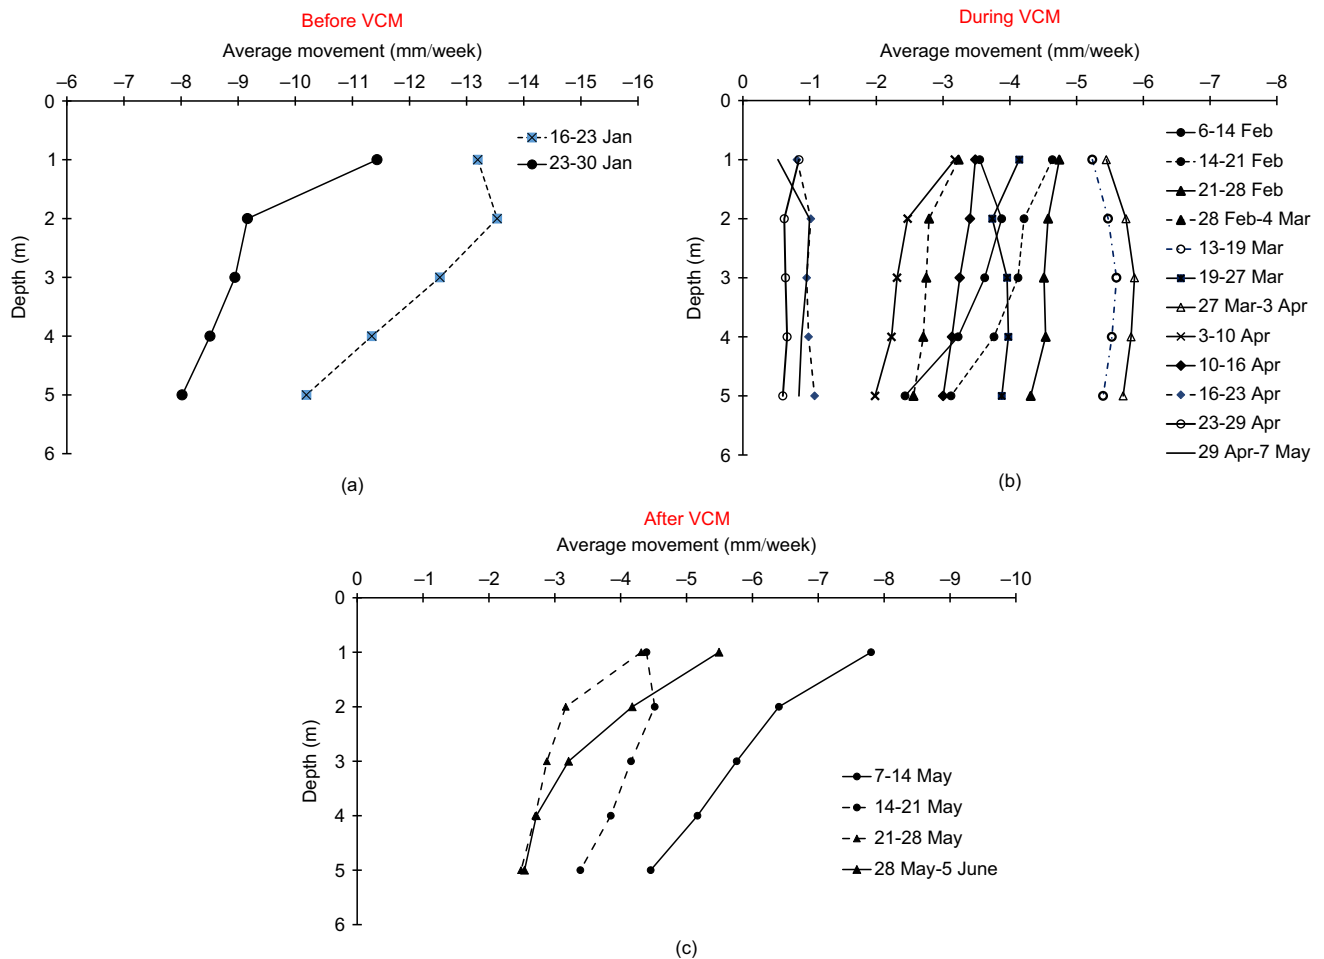 Before VCM
Average movement (mm/week)
–6 –7 –8 –9 –10 –11 –12 –13 –14 –15 –16
0
1
2
3
4
5
6
Depth (m)
16-23 Jan
23-30 Jan
(a)
During VCM
Average movement (mm/week)
0 –1 –2 –3 –4 –5 –6 –7 –8
0
1
2
3
4
5
6
Depth (m)
6-14 Feb
14-21 Feb
21-28 Feb
28 Feb-4 Mar
13-19 Mar
19-27 Mar
27 Mar-3 Apr
3-10 Apr
10-16 Apr
16-23 Apr
23-29 Apr
29 Apr-7 May
(b)
After VCM
Average movement (mm/week)
0 –1 –2 –3 –4 –5 –6 –7 –8 –9 –10
0
1
2
3
4
5
6
Depth (m)
7-14 May
14-21 May
21-28 May
28 May-5 June
(c)